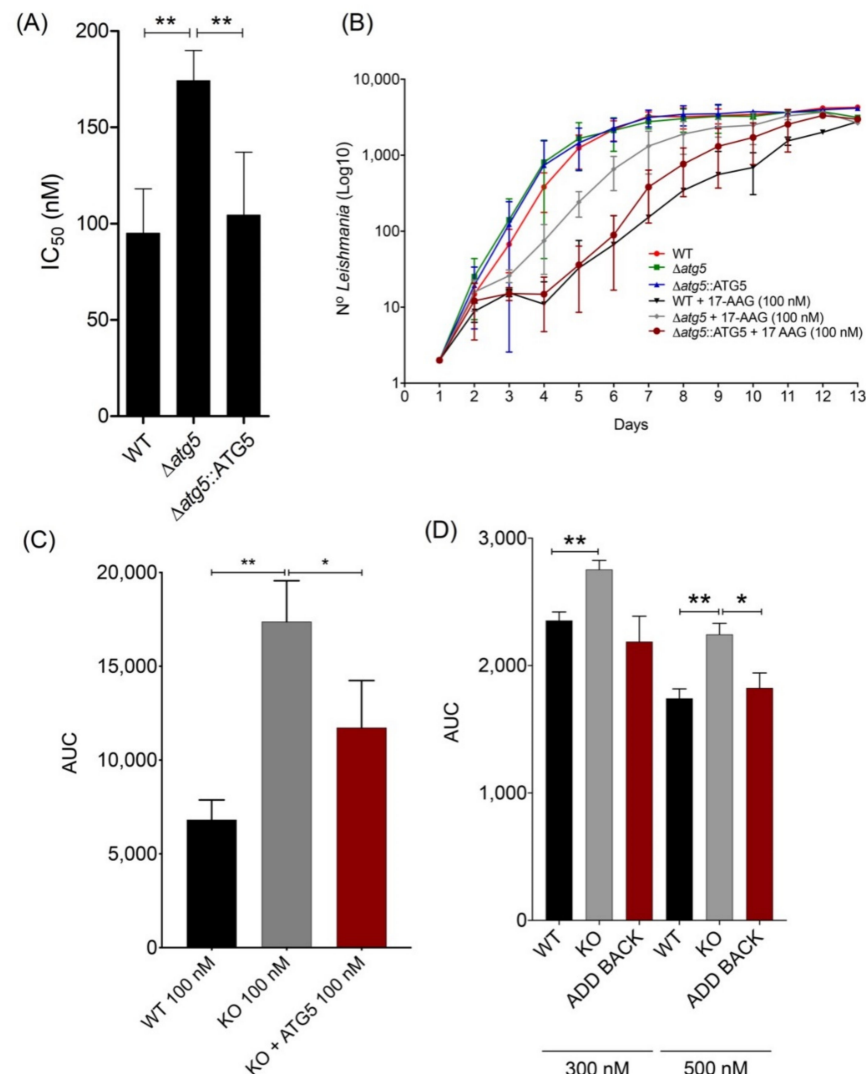 (A)
** **
200
150
100
50
0
IC50 (nM)
WT
Δatg5
Δatg5::ATG5
(B)
10,000
1,000
100
10
1
Nº Leishmania (Log10)
0 1 2 3 4 5 6 7 8 9 10 11 12 13
Days
WT
Δatg5
Δatg5::ATG5
WT + 17-AAG (100 nM)
Δatg5 + 17-AAG (100 nM)
Δatg5::ATG5 + 17 AAG (100 nM)
(C)
** *
20,000
15,000
10,000
5,000
0
AUC
WT 100 nM
KO 100 nM
KO + ATG5 100 nM
(D)
**
** *
3,000
2,000
1,000
0
AUC
WT
KO
ADD BACK
WT
KO
ADD BACK
300 nM 500 nM